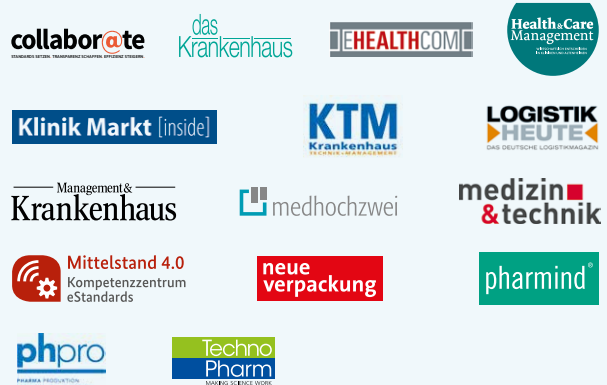 collabor@te
STANDARDS SETZEN. TRANSPARENZ SCHAFFEN. EFFIZIENZ STEIGERN.
das
Krankenhaus
EHEALTHCOM
Health&Care
Management
Klinik Markt [inside]
KTM
Krankenhaus
TECHNIK+MANAGEMENT
LOGISTIK
HEUTE
DAS DEUTSCHE LOGISTIKMAGAZIN
Management&
Krankenhaus
medhochzwei
medizin
&technik
Mittelstand 4.0
Kompetenzzentrum
eStandards
neue
verpackung
pharmind®
phpro
PHARMA PRODUKTION
Techno
Pharm
MAKING SCIENCE WORK